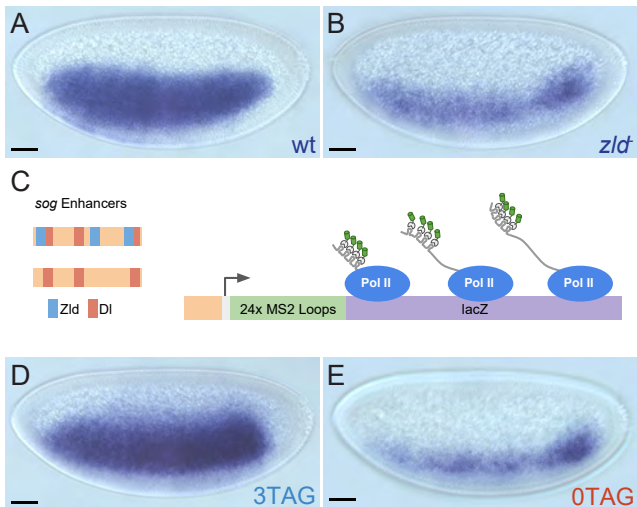 A
wt
B
zld-
C
sog Enhancers
Zld
Dl
24x MS2 Loops
Pol II
Pol II
Pol II
lacZ
D
3TAG
E
0TAG